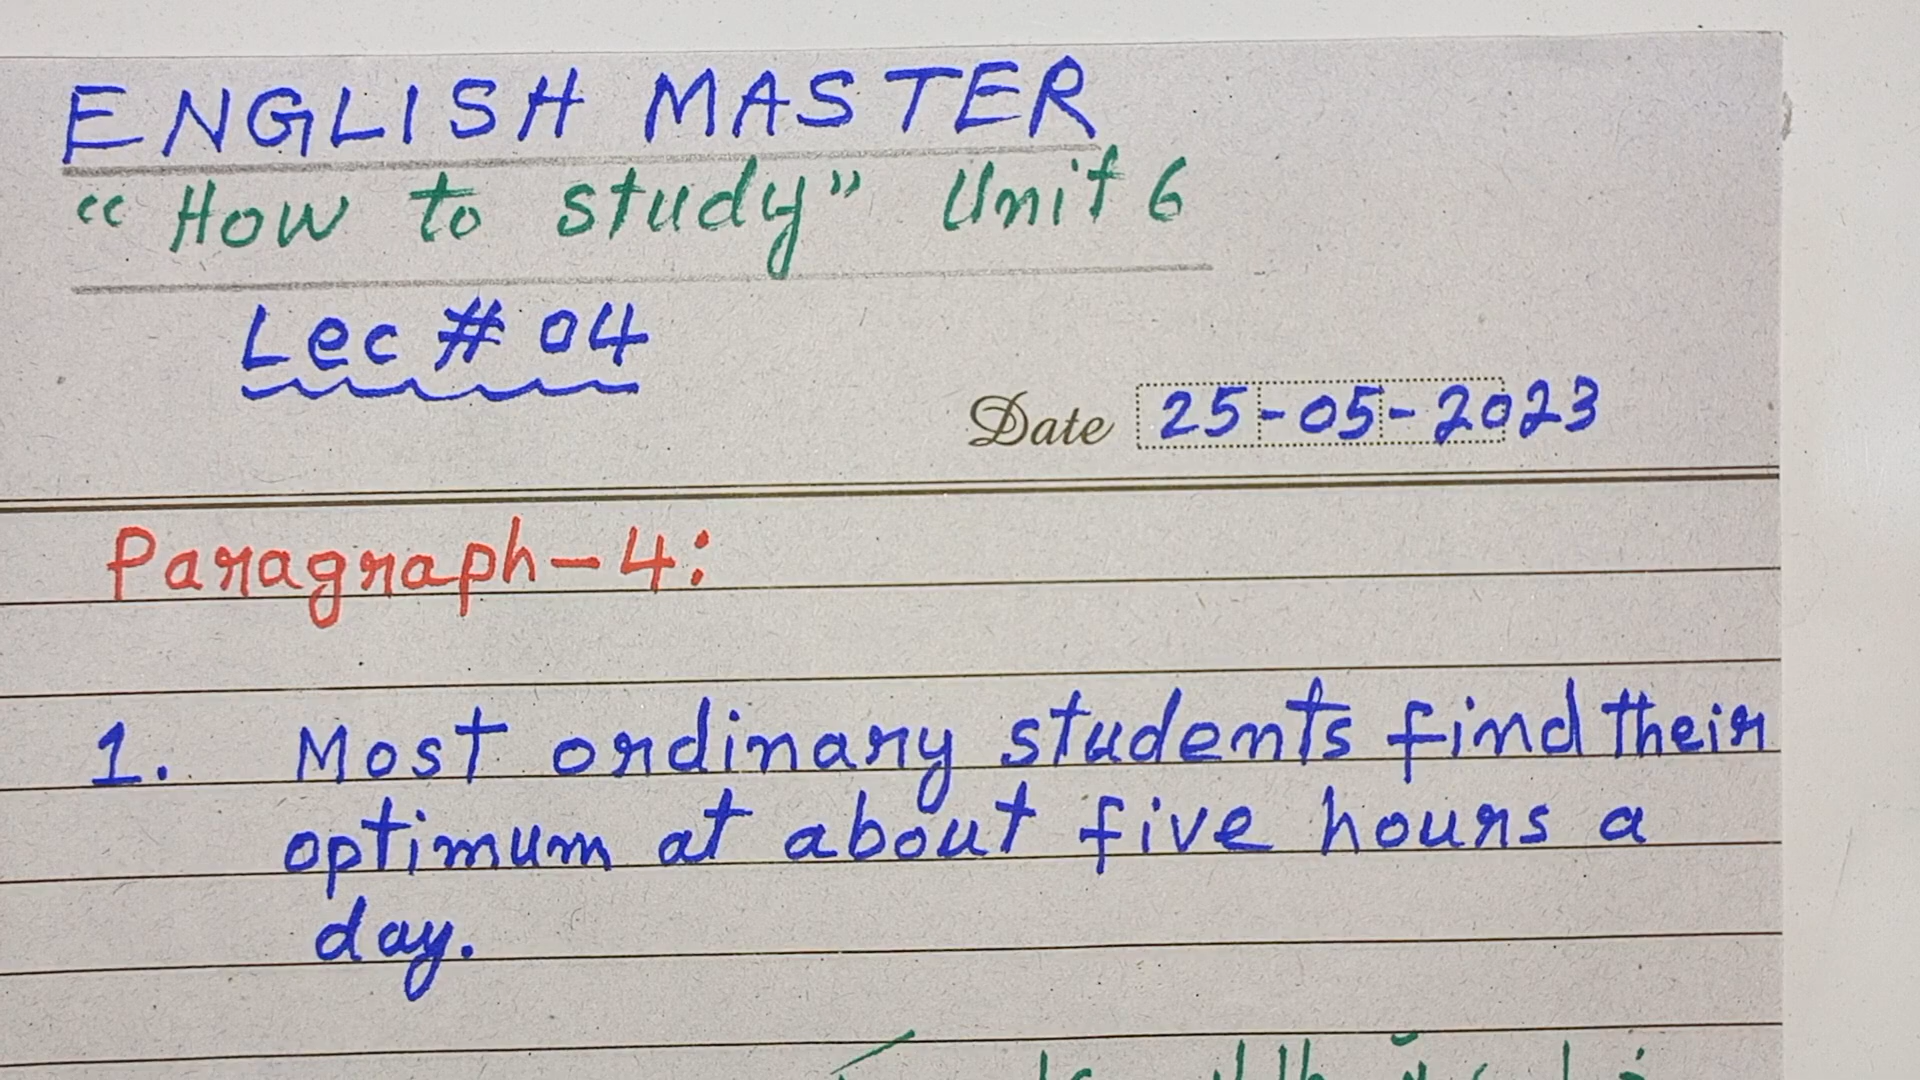 ENGLISH MASTER
“How to study” Unit 6
Lec # 04
Date 25-05-2023
Paragraph-4:
1. Most ordinary students find their
optimum at about five hours a
day.